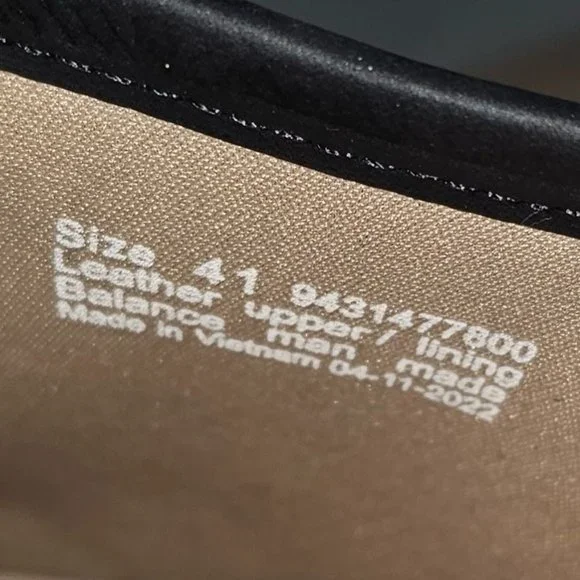 Size 41 9431477800
Leather upper/ lining
Balance man made
Made in Vietnam 04-11-2022